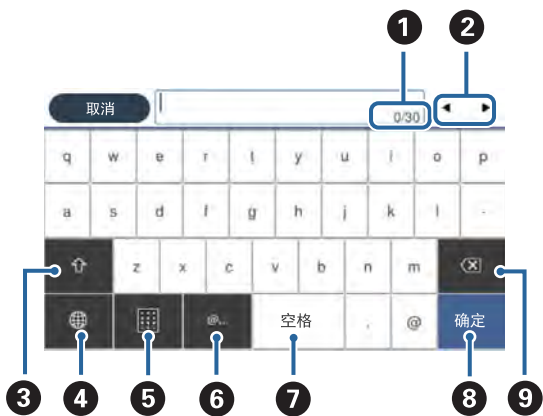 1 2
取消 0/30
q w e r t y u i o p
a s d f g h j k l -
z x c v b n m
@... 空格 . @ 确定
3 4 5 6 7 8 9